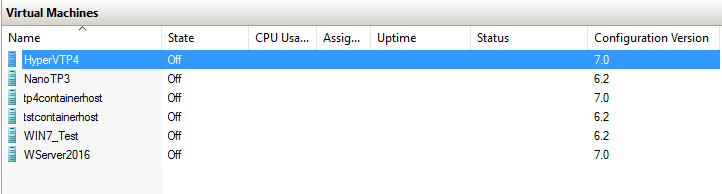 Virtual Machines
Name State CPU Usa... Assig... Uptime Status Configuration Version
HyperVTP4 Off 7.0
NanoTP3 Off 6.2
tp4containerhost Off 7.0
tstcontainerhost Off 6.2
WIN7_Test Off 6.2
WServer2016 Off 7.0